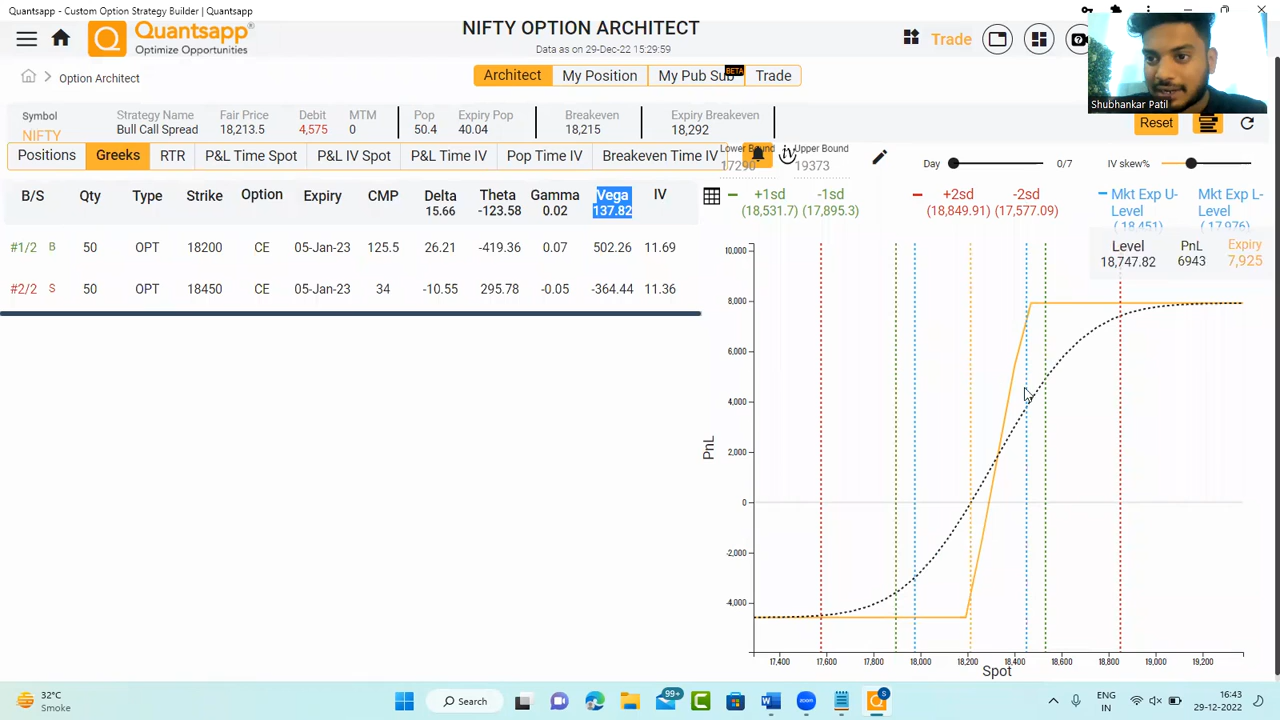 Quantsapp - Custom Option Strategy Builder | Quantsapp
Quantsapp
Optimize Opportunities
NIFTY OPTION ARCHITECT
Data as on 29-Dec-22 15:29:59
Trade
Option Architect
Architect My Position My Pub Sub BETA Trade
Shubhankar Patil
Symbol Strategy Name Fair Price Debit MTM Pop Expiry Pop Breakeven Expiry Breakeven
NIFTY Bull Call Spread 18,213.5 4,575 0 50.4 40.04 18,215 18,292
Reset
Positions Greeks RTR P&L Time Spot P&L IV Spot P&L Time IV Pop Time IV Breakeven Time IV
Lower Bound Upper Bound
17290 19373
iV
Day 0/7 IV skew%
B/S Qty Type Strike Option Expiry CMP Delta Theta Gamma Vega IV
15.66 -123.58 0.02 137.82
#1/2 B 50 OPT 18200 CE 05-Jan-23 125.5 26.21 -419.36 0.07 502.26 11.69
#2/2 S 50 OPT 18450 CE 05-Jan-23 34 -10.55 295.78 -0.05 -364.44 11.36
+1sd -1sd
(18,531.7) (17,895.3)
+2sd -2sd
(18,849.91) (17,577.09)
Mkt Exp U-Level Mkt Exp L-Level
(18,451) (17,976)
Level PnL Expiry
18,747.82 6943 7,925
10,000
8,000
6,000
4,000
2,000
0
-2,000
-4,000
PnL
17,400 17,600 17,800 18,000 18,200 18,400 18,600 18,800 19,000 19,200
Spot
32°C
Smoke
Search
99+
S
ENG
IN
16:43
29-12-2022